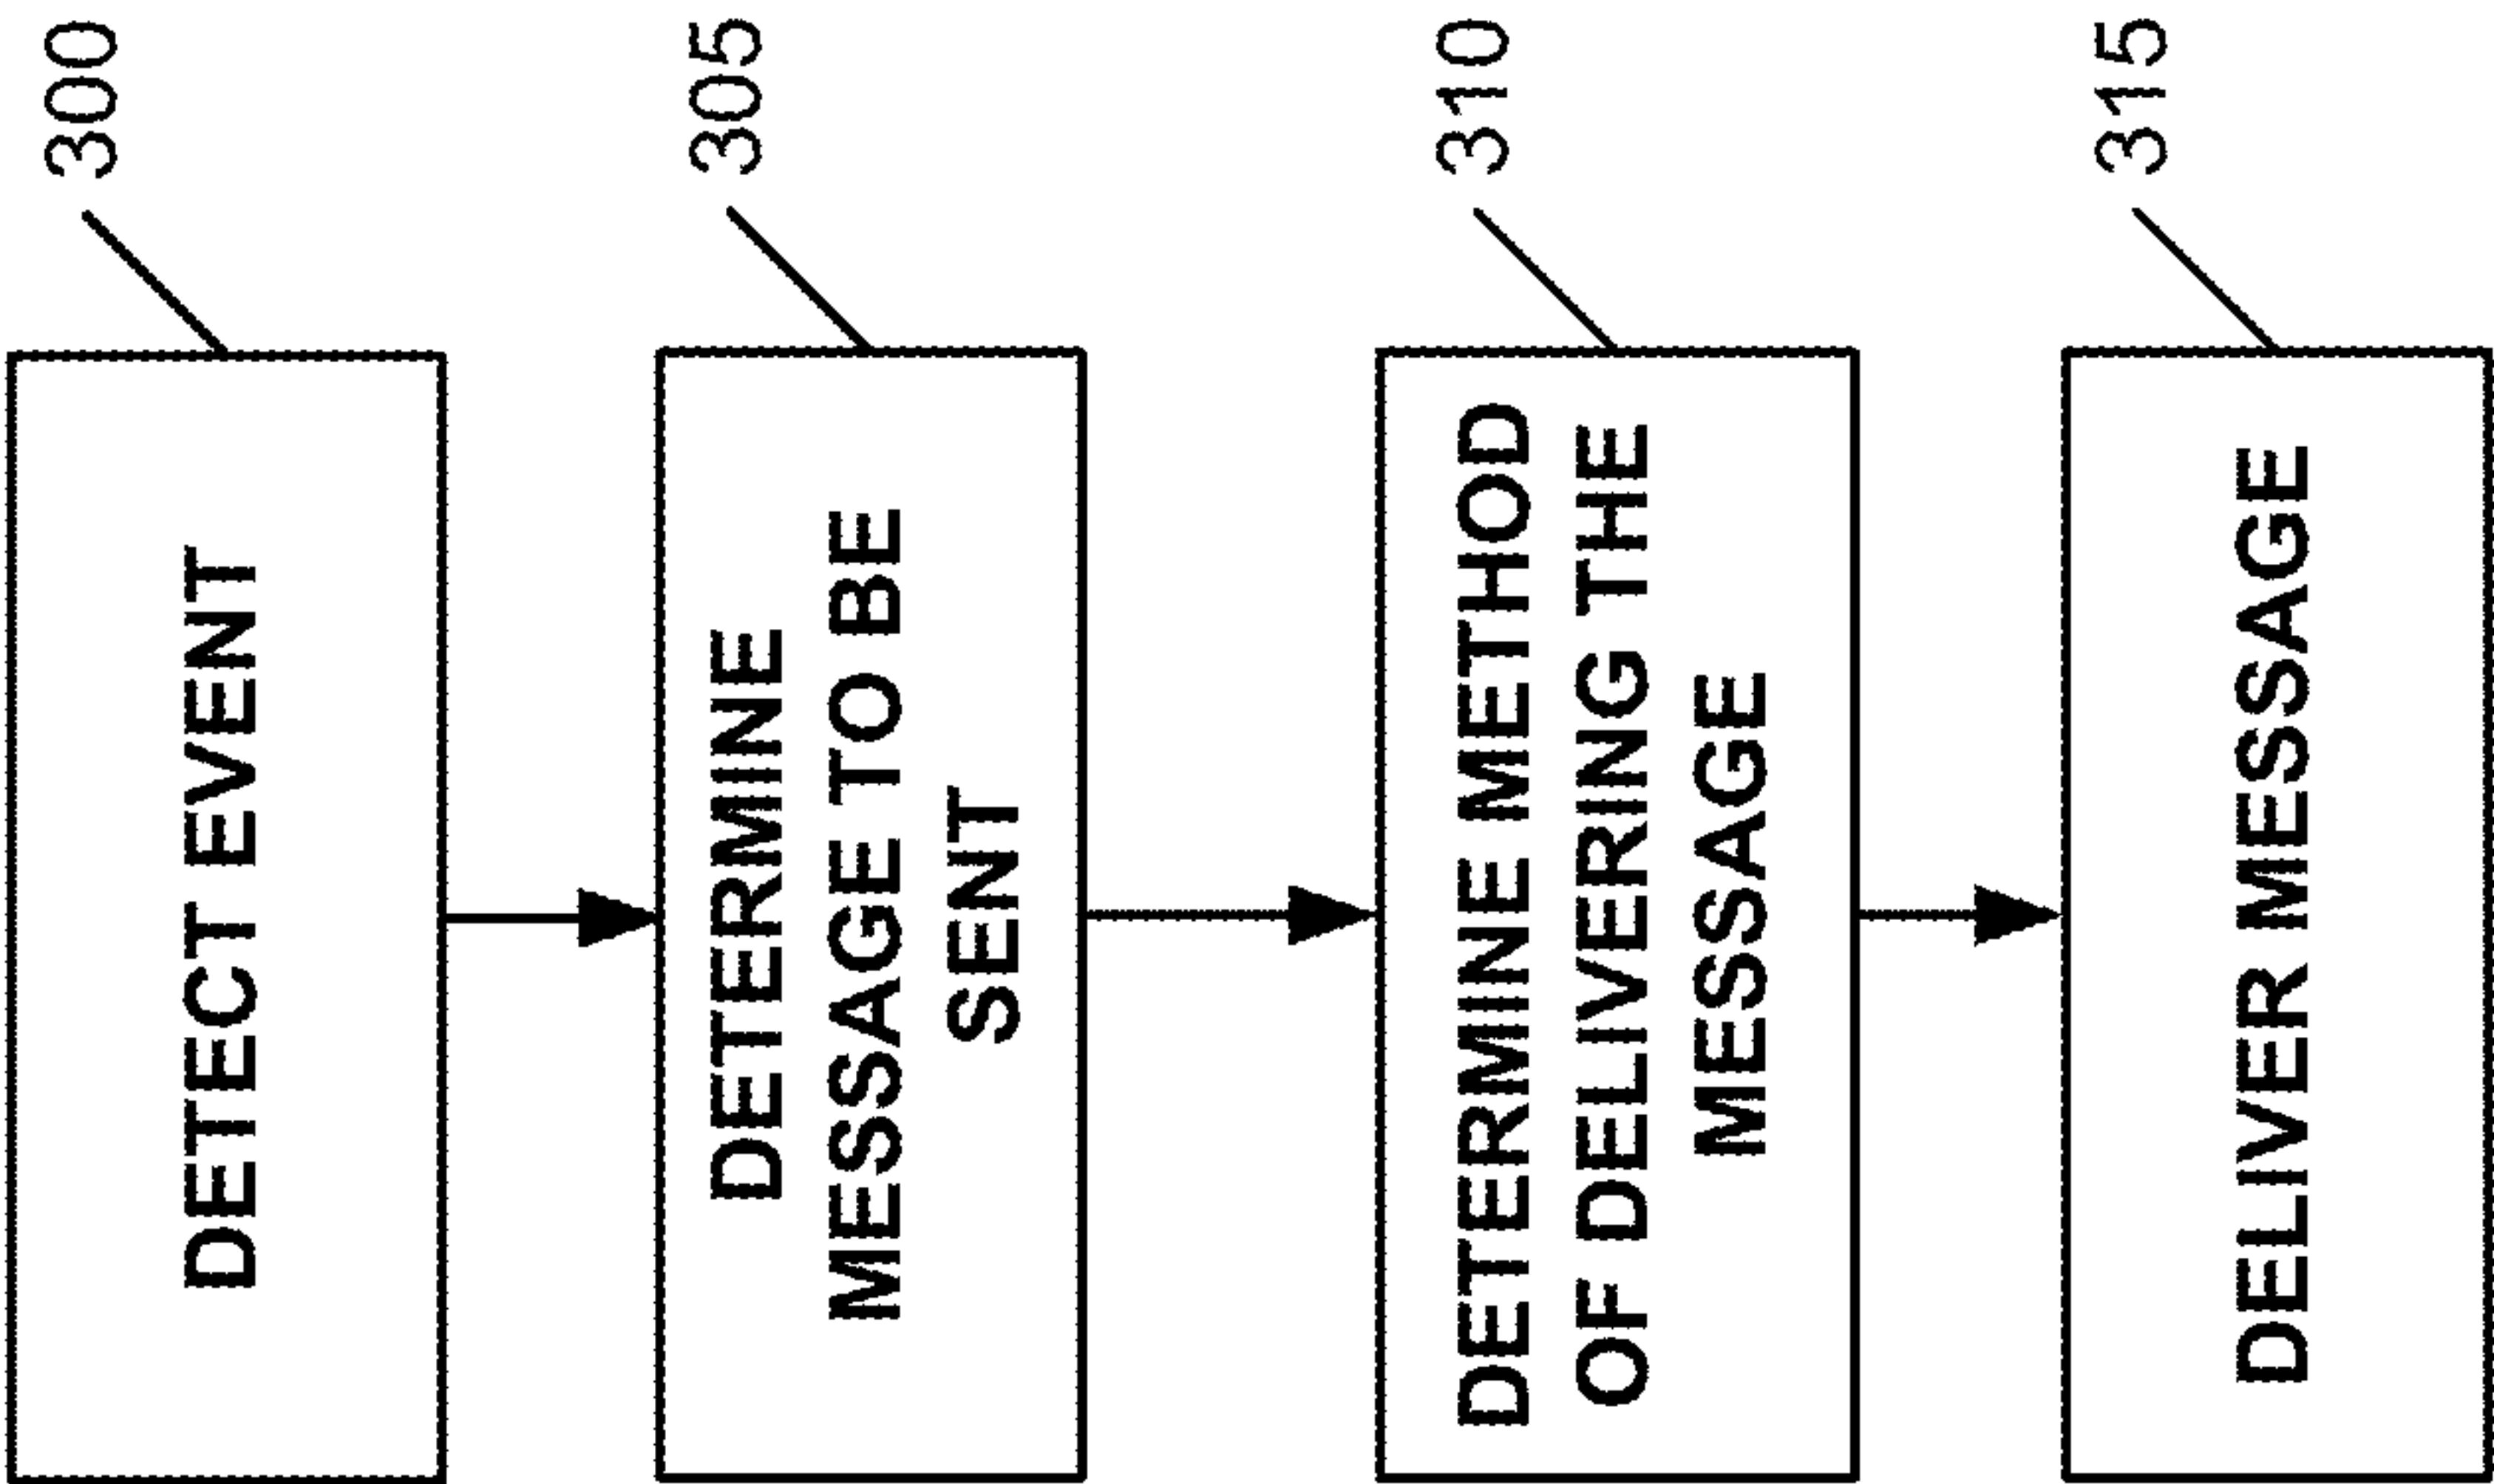 DETECT EVENT
300
DETERMINE
MESSAGE TO BE
SENT
305
DETERMINE METHOD
OF DELIVERING THE
MESSAGE
310
DELIVER MESSAGE
315